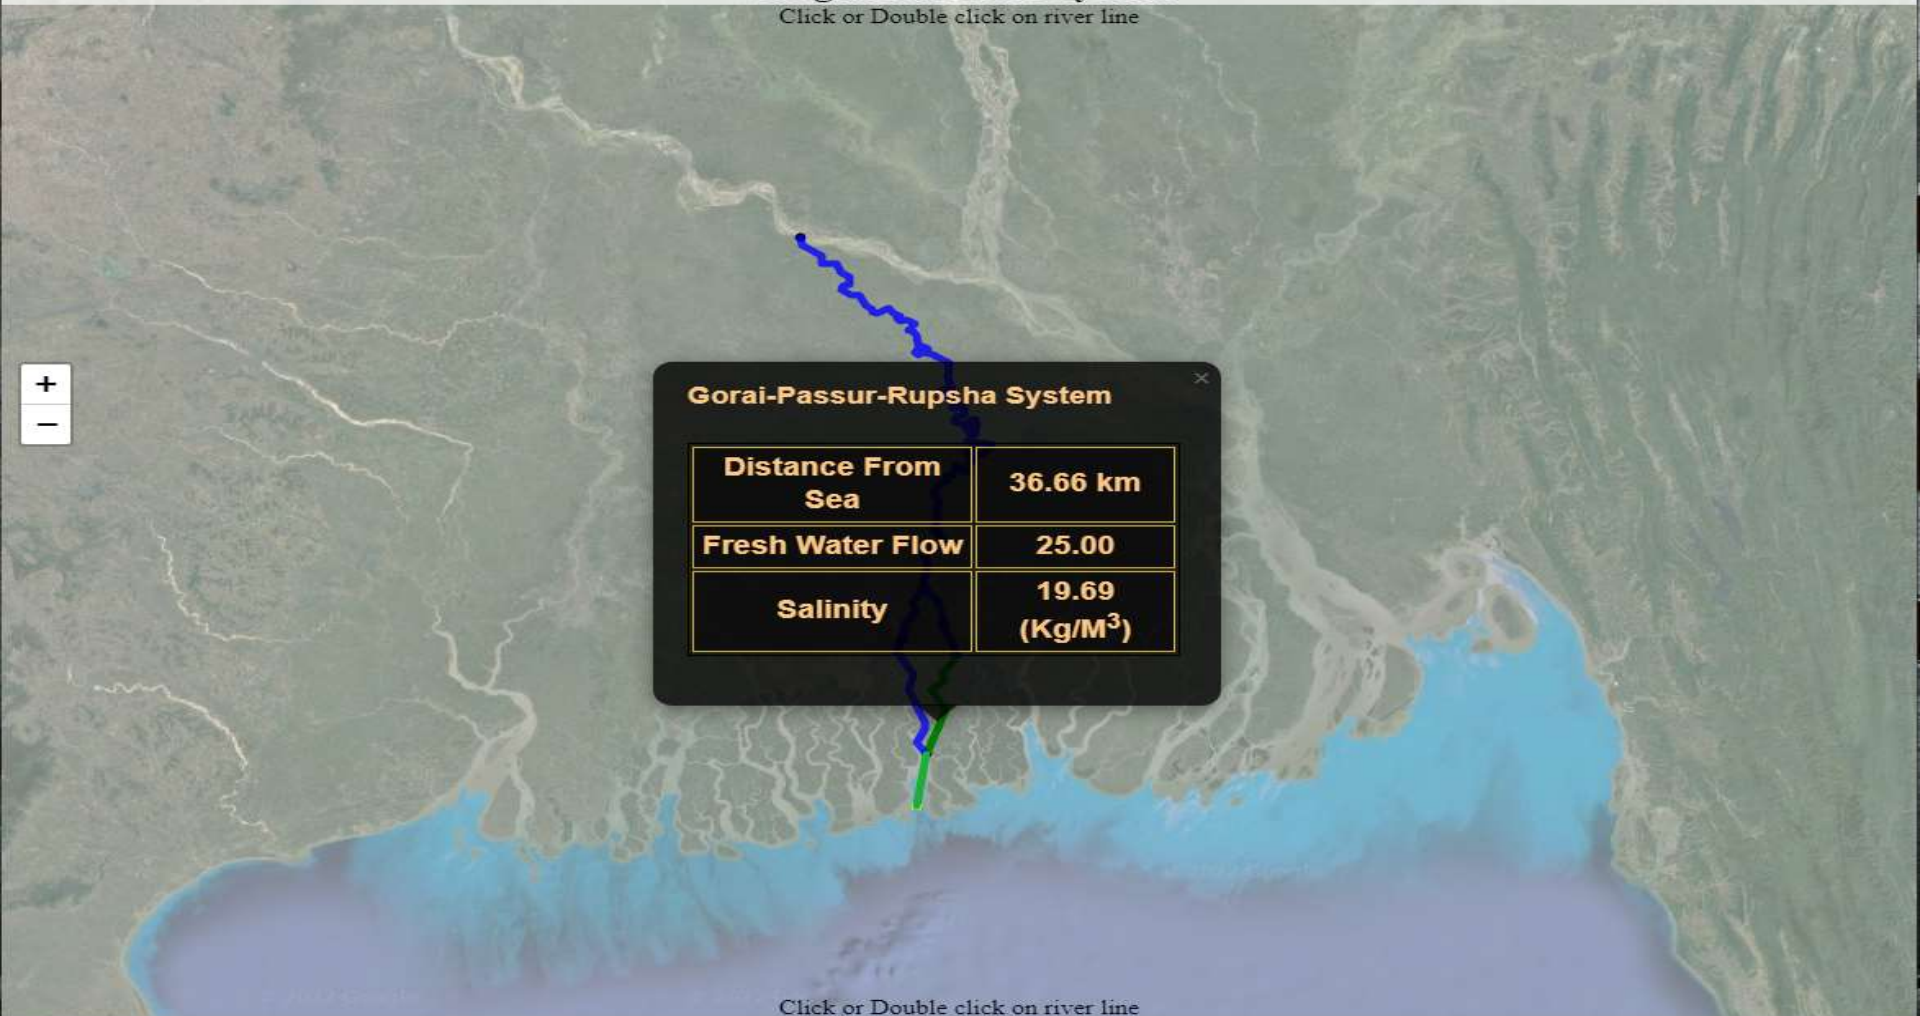 Click or Double click on river line
+
−
×
Gorai-Passur-Rupsha System
Distance From
Sea
36.66 km
Fresh Water Flow
25.00
Salinity
19.69
(Kg/M³)
Click or Double click on river line